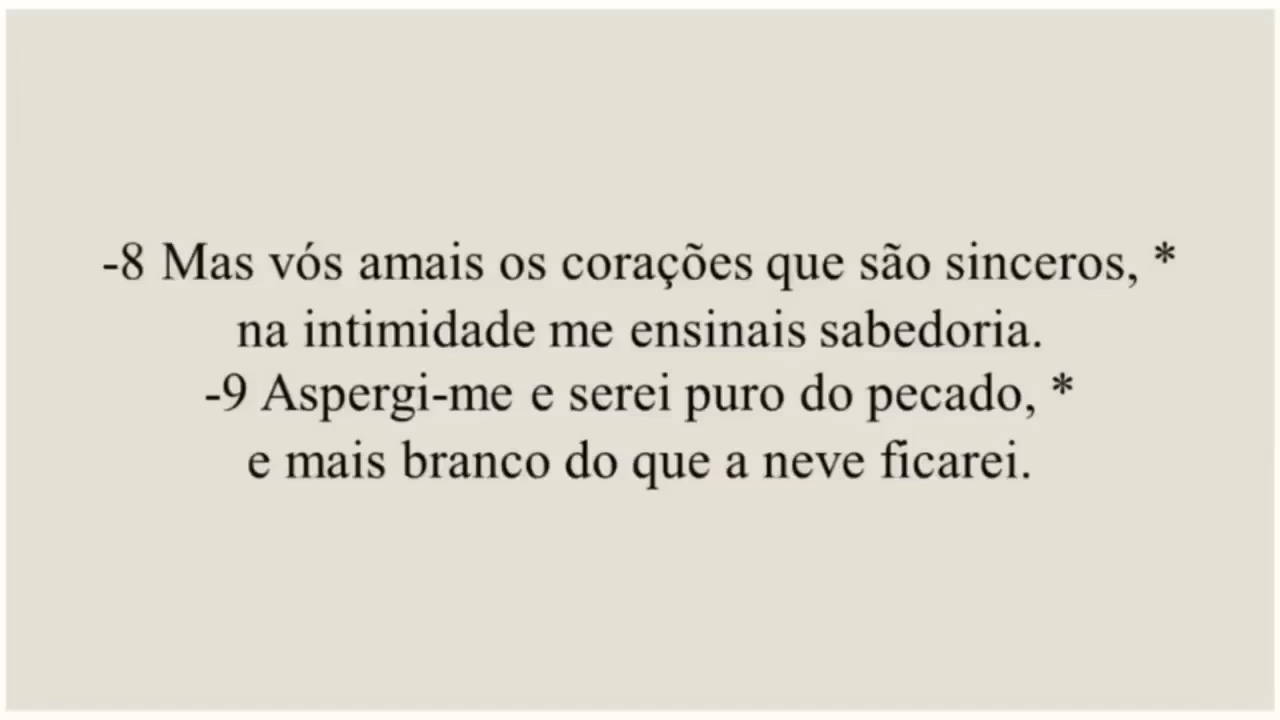 -8 Mas vós amais os corações que são sinceros, *
na intimidade me ensinais sabedoria.
-9 Aspergi-me e serei puro do pecado, *
e mais branco do que a neve ficarei.